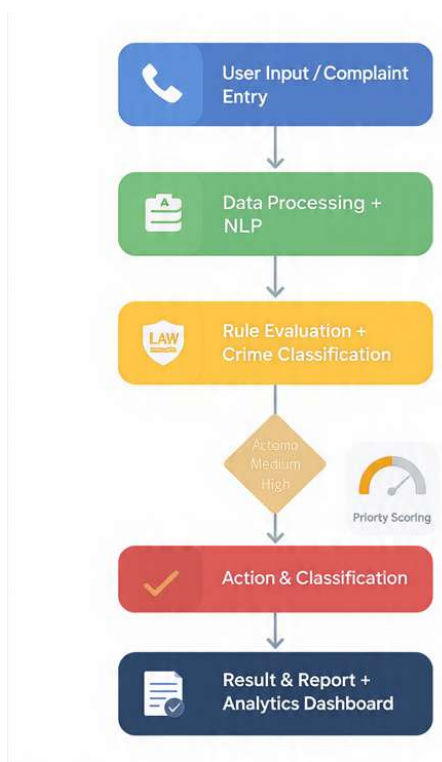 User Input / Complaint
Entry
A
Data Processing +
NLP
LAW
Rule Evaluation +
Crime Classification
Medium
High
Priorty Scoring
Action & Classification
Result & Report +
Analytics Dashboard